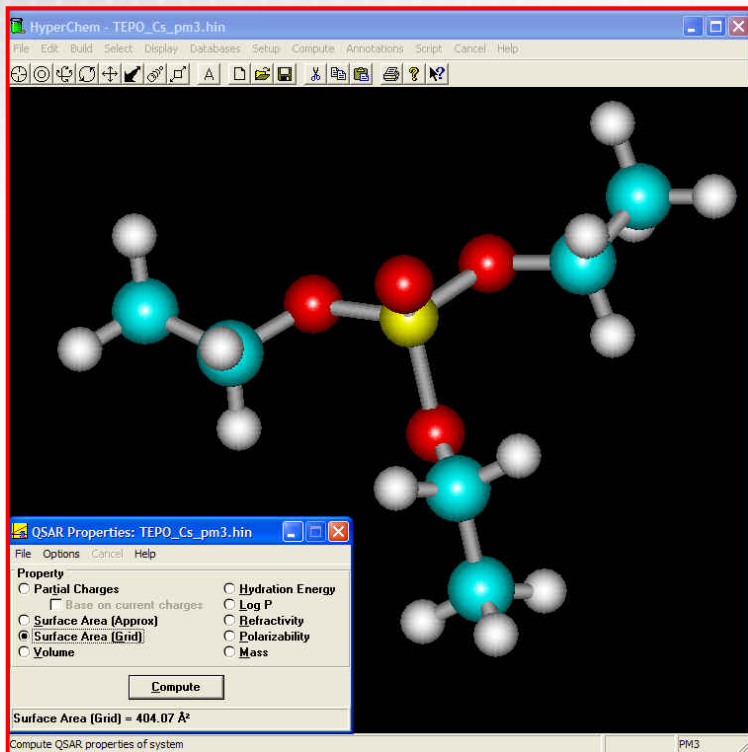 HyperChem - TEPO_Cs_pm3.hin
File Edit Build Select Display Databases Setup Compute Annotations Script Cancel Help
A
QSAR Properties: TEPO_Cs_pm3.hin
File Options Cancel Help
Property
Partial Charges
Base on current charges
Surface Area (Approx)
Surface Area (Grid)
Volume
Hydration Energy
Log P
Refractivity
Polarizability
Mass
Compute
Surface Area (Grid) = 404.07 Å²
Compute QSAR properties of system
PM3